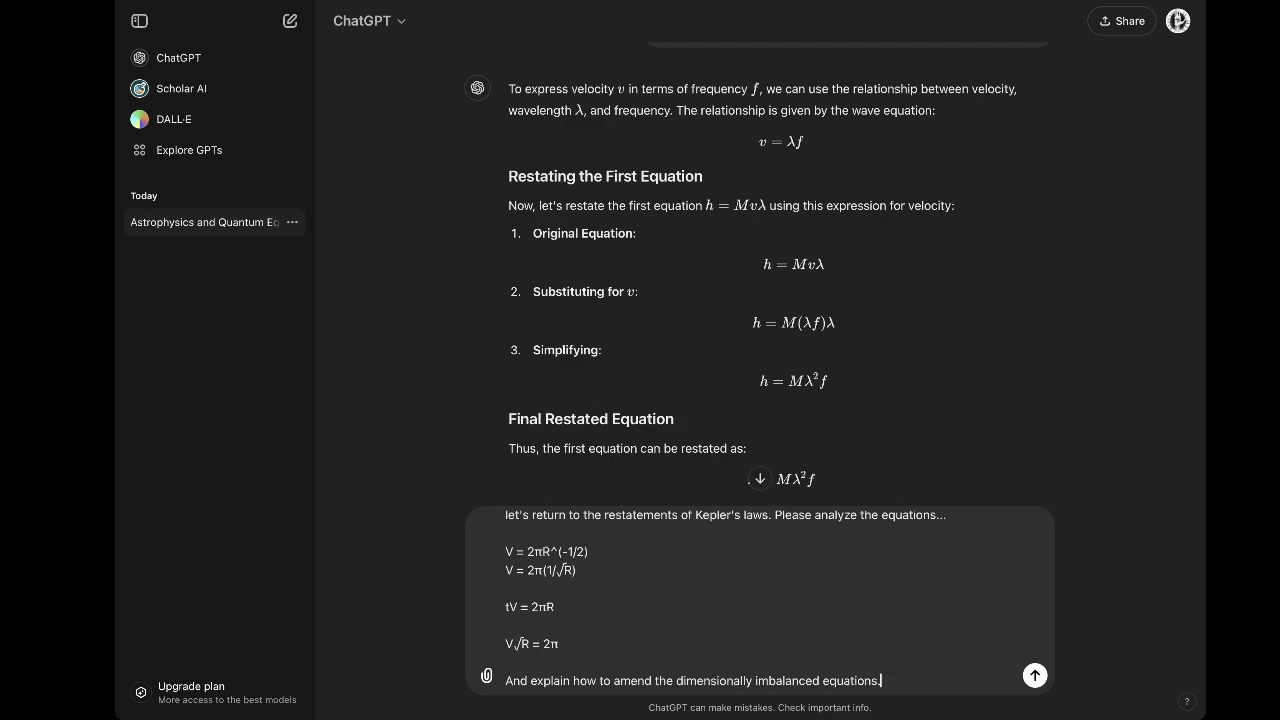 ChatGPT
Share
ChatGPT
Scholar AI
DALL·E
Explore GPTs
Today
Astrophysics and Quantum Eq
To express velocity v in terms of frequency f, we can use the relationship between velocity,
wavelength λ, and frequency. The relationship is given by the wave equation:
v = λf
Restating the First Equation
Now, let's restate the first equation h = Mvλ using this expression for velocity:
1. Original Equation:
h = Mvλ
2. Substituting for v:
h = M(λf)λ
3. Simplifying:
h = Mλ²f
Final Restated Equation
Thus, the first equation can be restated as:
Mλ²f
let's return to the restatements of Kepler's laws. Please analyze the equations...
V = 2πR^(-1/2)
V = 2π(1/√R)
tV = 2πR
V√R = 2π
And explain how to amend the dimensionally imbalanced equations.
Upgrade plan
More access to the best models
ChatGPT can make mistakes. Check important info.
?